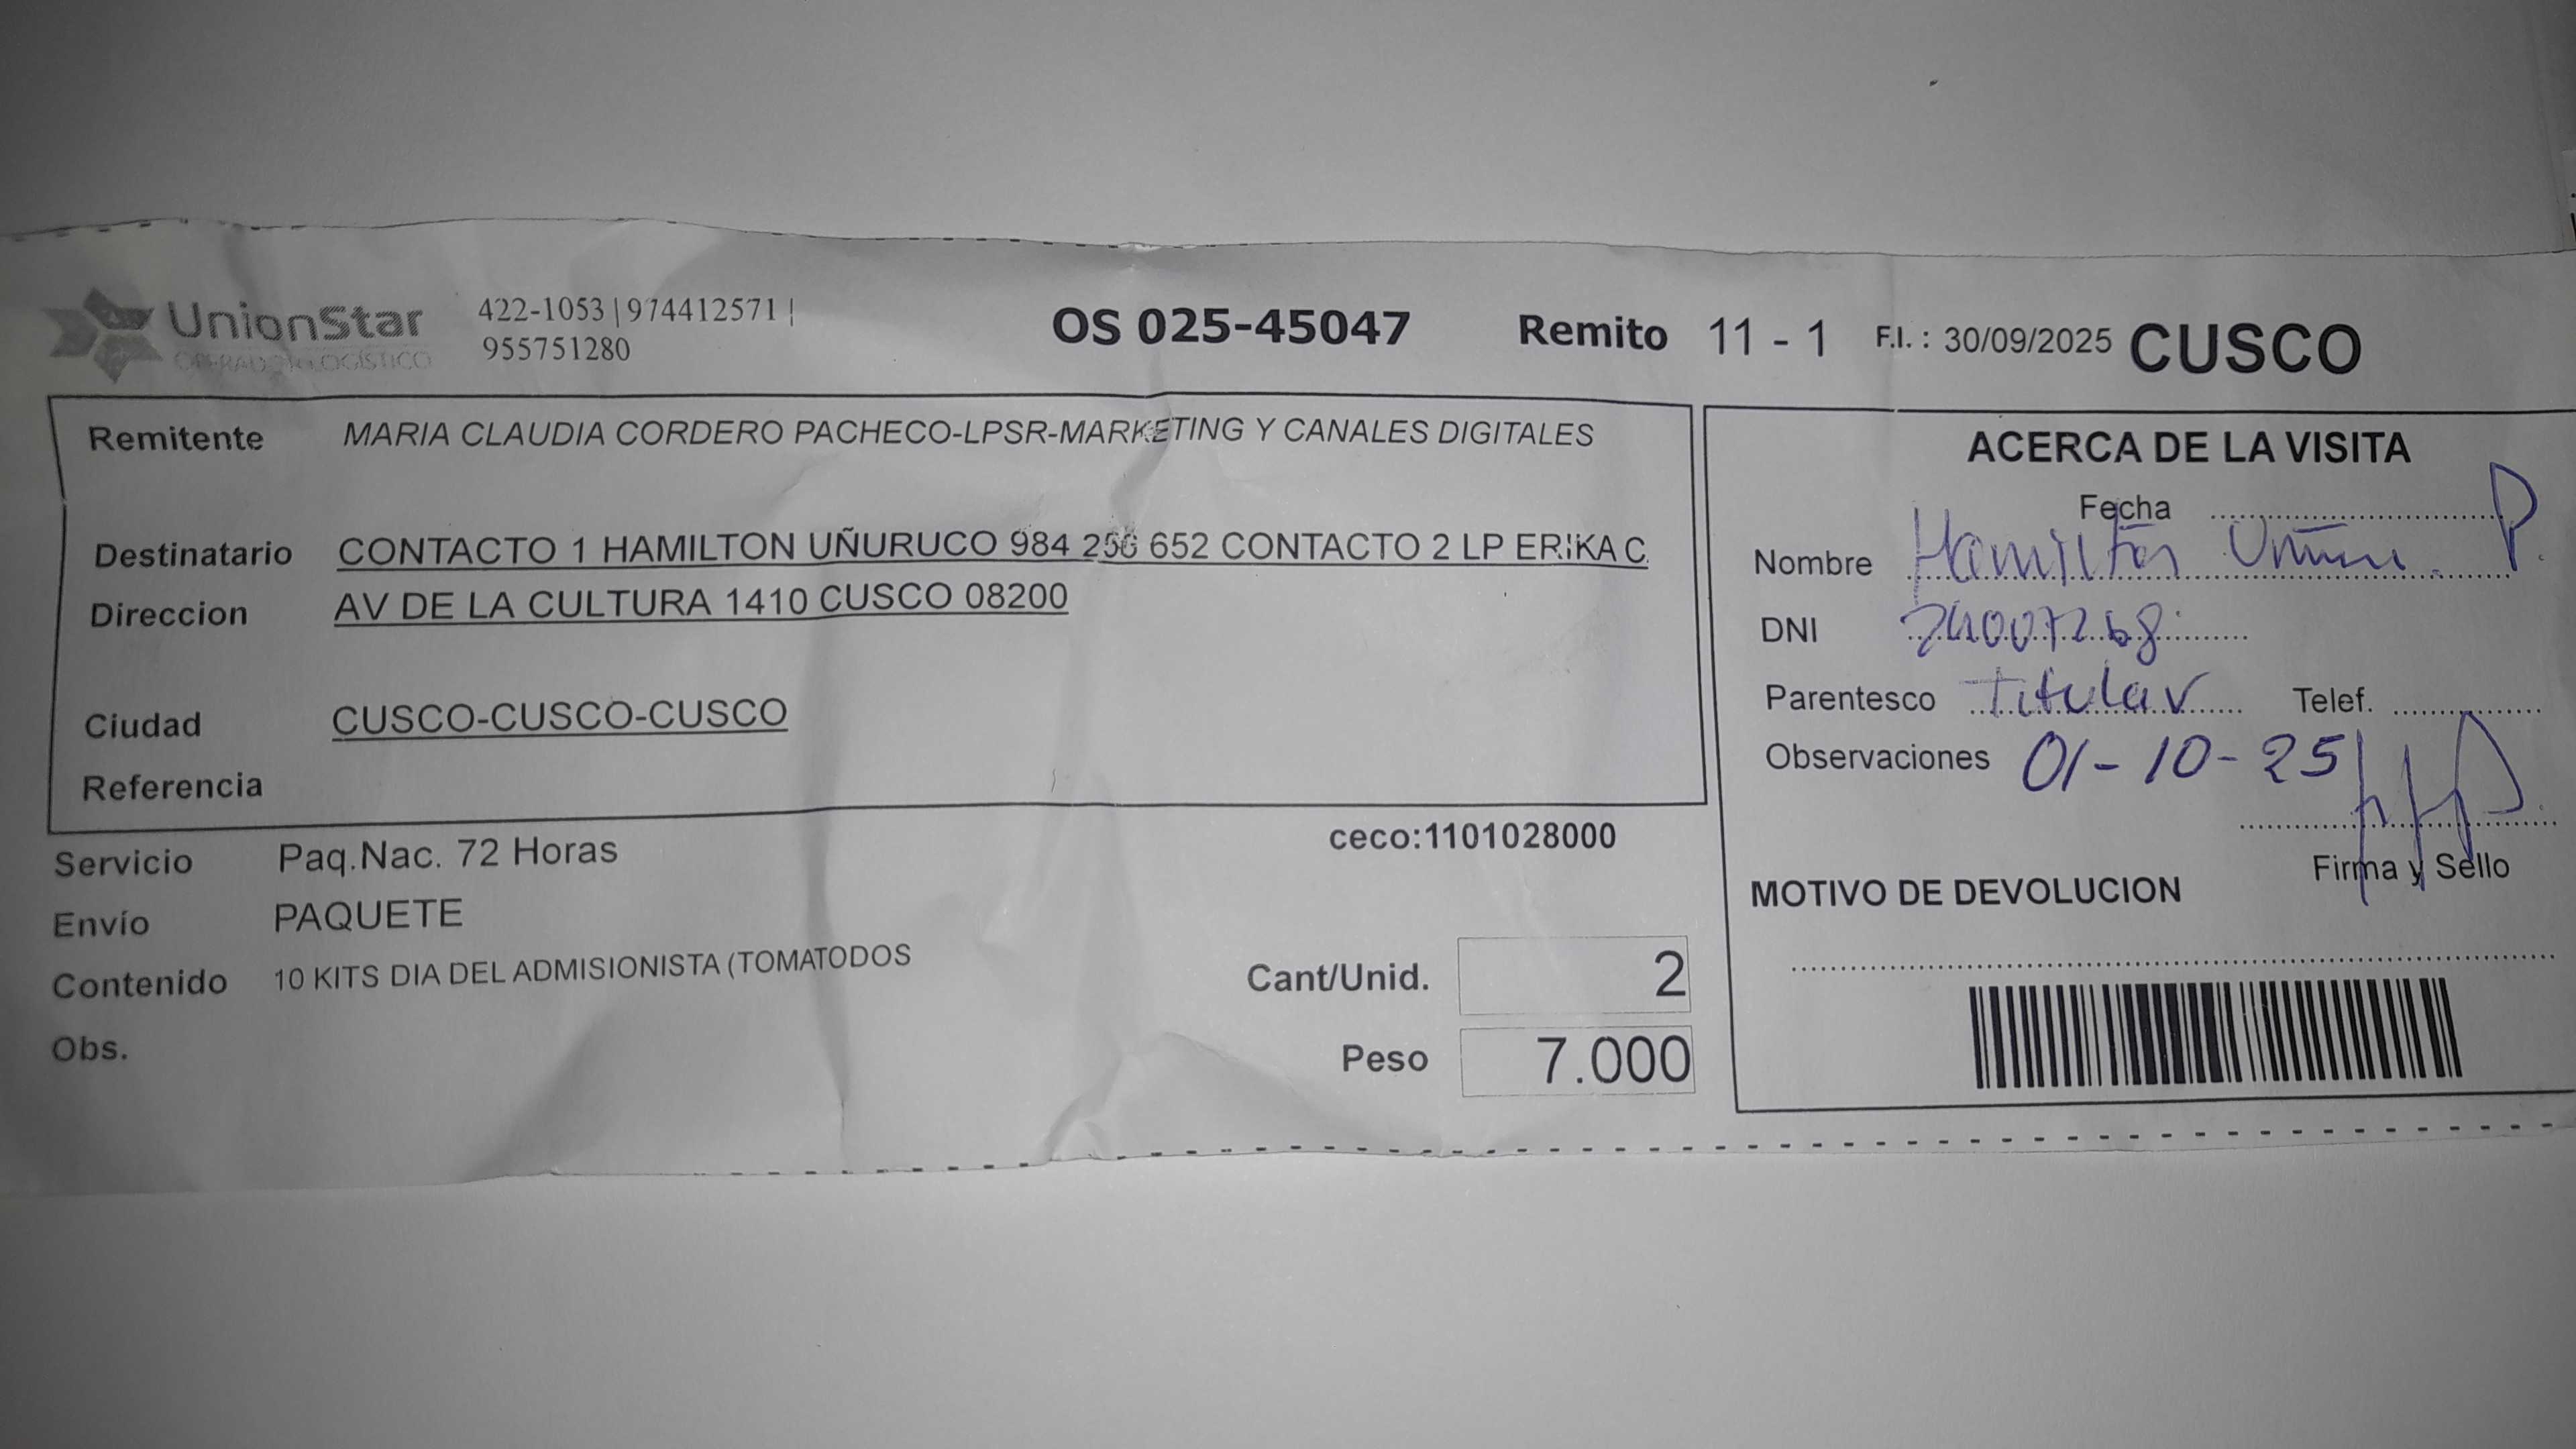 UnionStar
OPERADOR LOGÍSTICO
422-1053 | 974412571 |
955751280
OS 025-45047
Remito 11 - 1
F.I. : 30/09/2025 CUSCO
Remitente MARIA CLAUDIA CORDERO PACHECO-LPSR-MARKETING Y CANALES DIGITALES
Destinatario CONTACTO 1 HAMILTON UÑURUCO 984 256 652 CONTACTO 2 LP ERIKA C.
Direccion AV DE LA CULTURA 1410 CUSCO 08200
Ciudad CUSCO-CUSCO-CUSCO
Referencia
Servicio Paq.Nac. 72 Horas
ceco:1101028000
Envío PAQUETE
Contenido 10 KITS DIA DEL ADMISIONISTA (TOMATODOS
Cant/Unid. 2
Obs.
Peso 7.000
ACERCA DE LA VISITA
Fecha
Nombre Hamilton P.
DNI 24007268
Parentesco Titular Telef.
Observaciones 01-10-25
Firma y Sello
MOTIVO DE DEVOLUCION